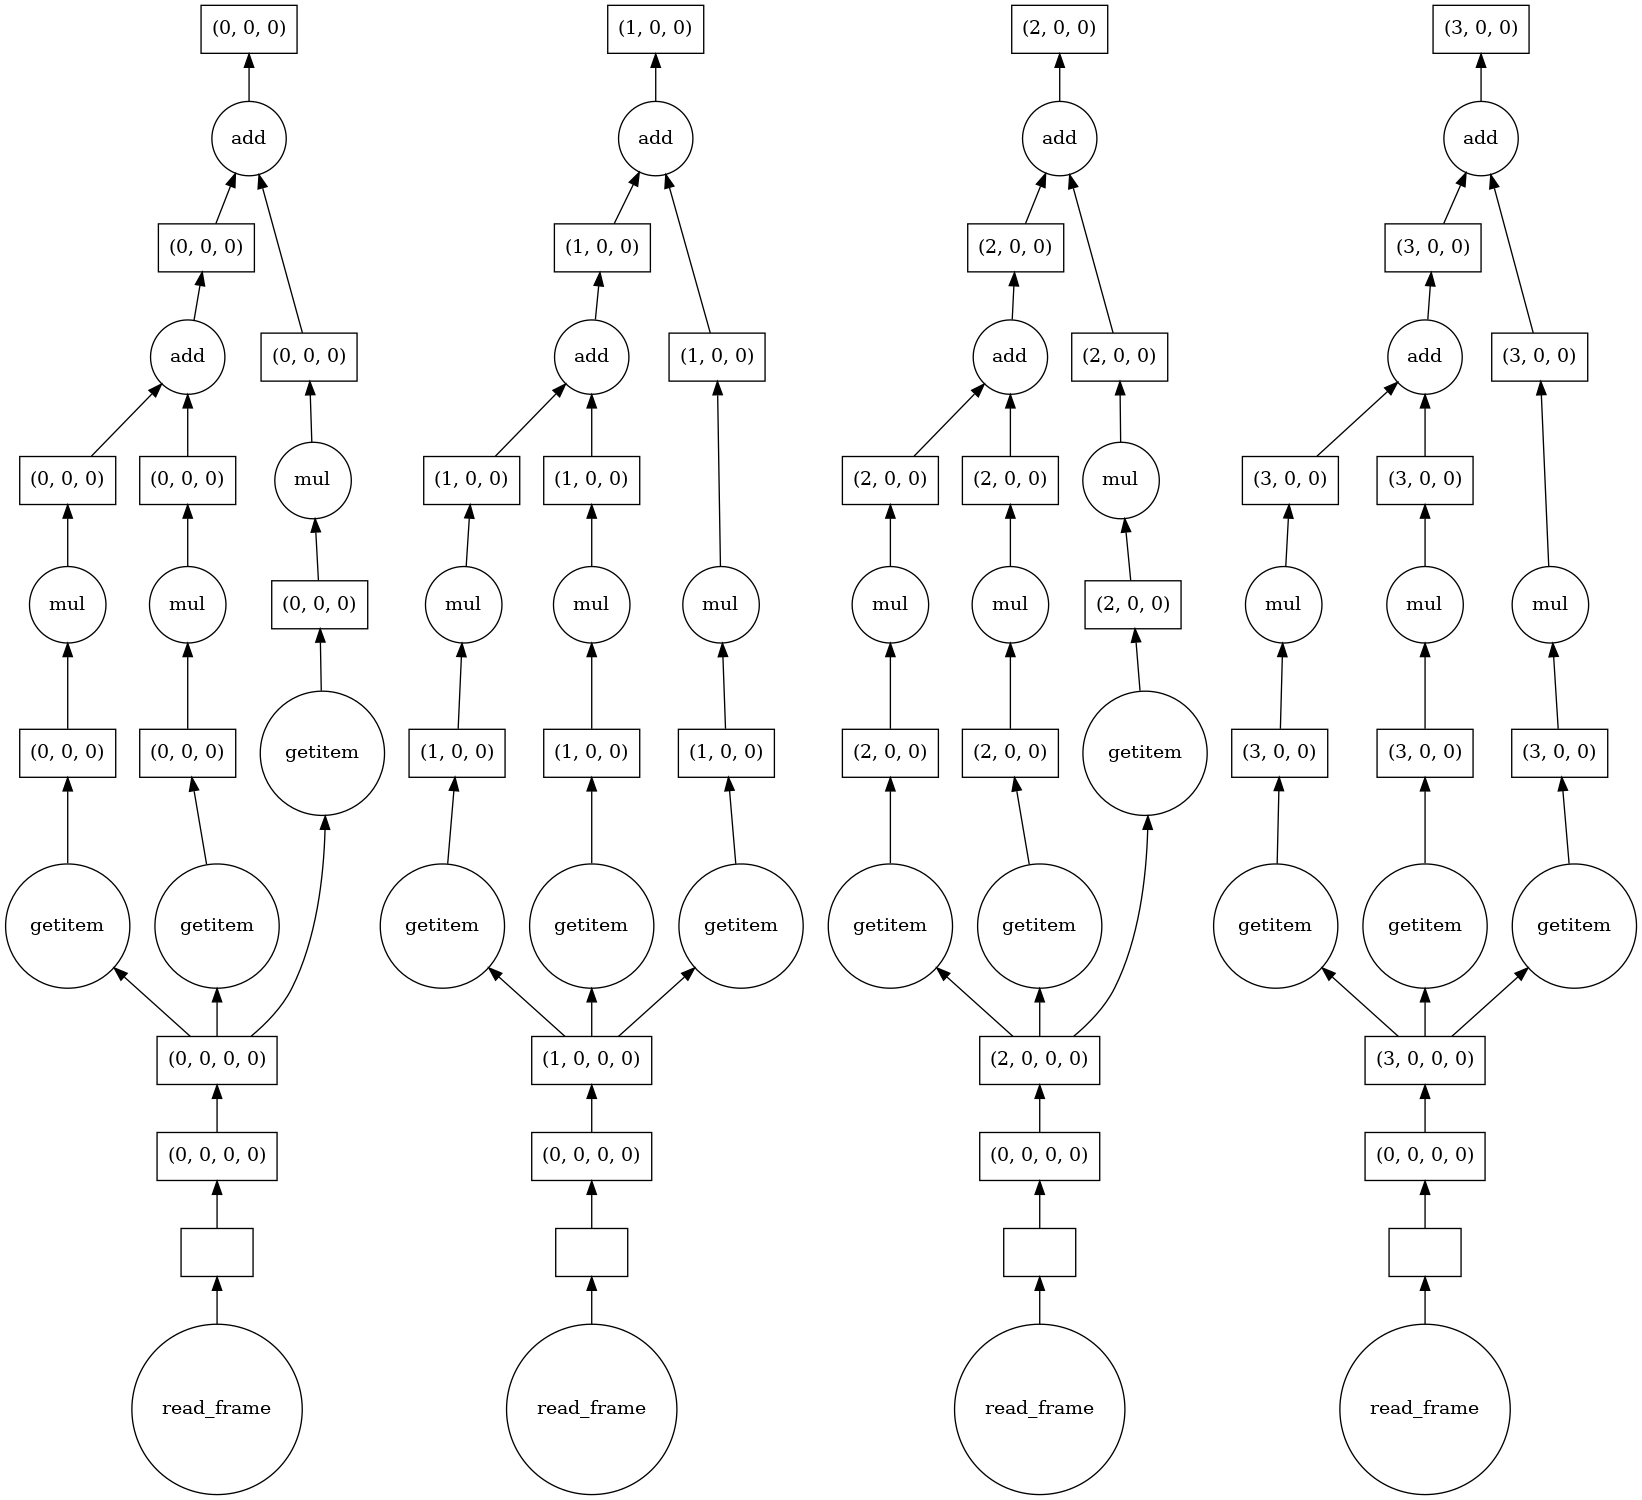 (0, 0, 0) (1, 0, 0) (2, 0, 0) (3, 0, 0)
add add add add
(0, 0, 0) (1, 0, 0) (2, 0, 0) (3, 0, 0)
add (0, 0, 0) add (1, 0, 0) add (2, 0, 0) add (3, 0, 0)
(0, 0, 0) (0, 0, 0) mul (1, 0, 0) (1, 0, 0) (2, 0, 0) (2, 0, 0) mul (3, 0, 0) (3, 0, 0)
mul mul (0, 0, 0) mul mul mul mul mul (2, 0, 0) mul mul mul
(0, 0, 0) (0, 0, 0) getitem (1, 0, 0) (1, 0, 0) (1, 0, 0) (2, 0, 0) (2, 0, 0) getitem (3, 0, 0) (3, 0, 0) (3, 0, 0)
getitem getitem getitem getitem getitem getitem getitem getitem getitem getitem
(0, 0, 0, 0) (1, 0, 0, 0) (2, 0, 0, 0) (3, 0, 0, 0)
(0, 0, 0, 0) (0, 0, 0, 0) (0, 0, 0, 0) (0, 0, 0, 0)
read_frame read_frame read_frame read_frame